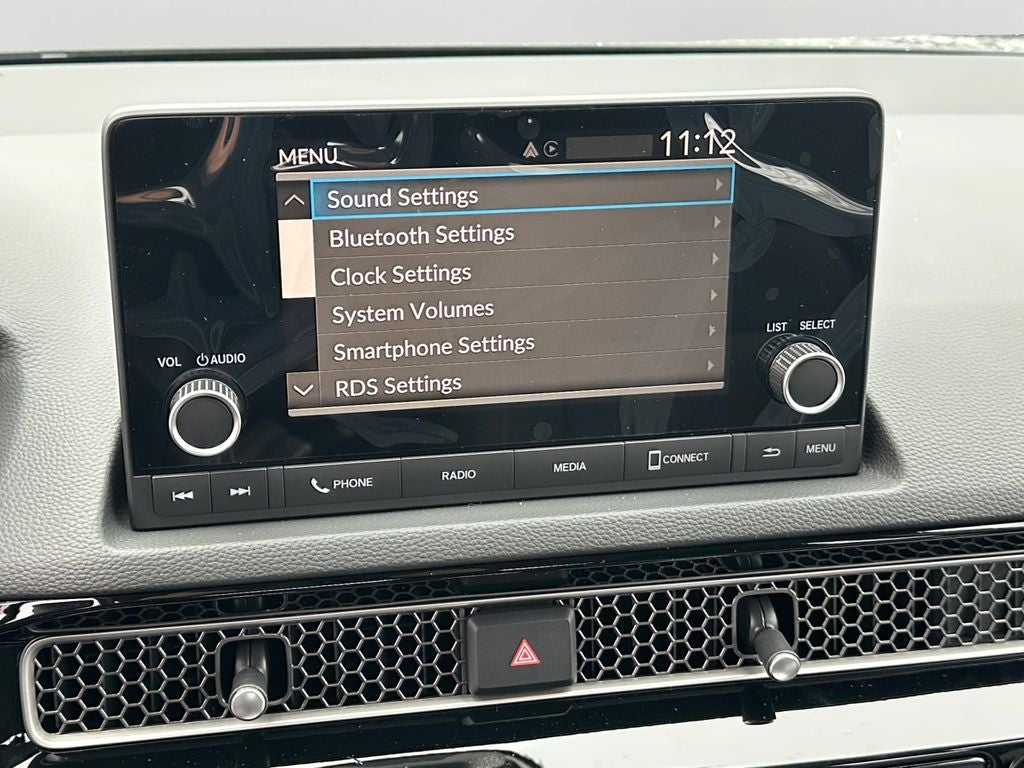 MENU
11:12
Sound Settings
Bluetooth Settings
Clock Settings
System Volumes
Smartphone Settings
RDS Settings
VOL AUDIO
LIST SELECT
PHONE
RADIO
MEDIA
CONNECT
MENU